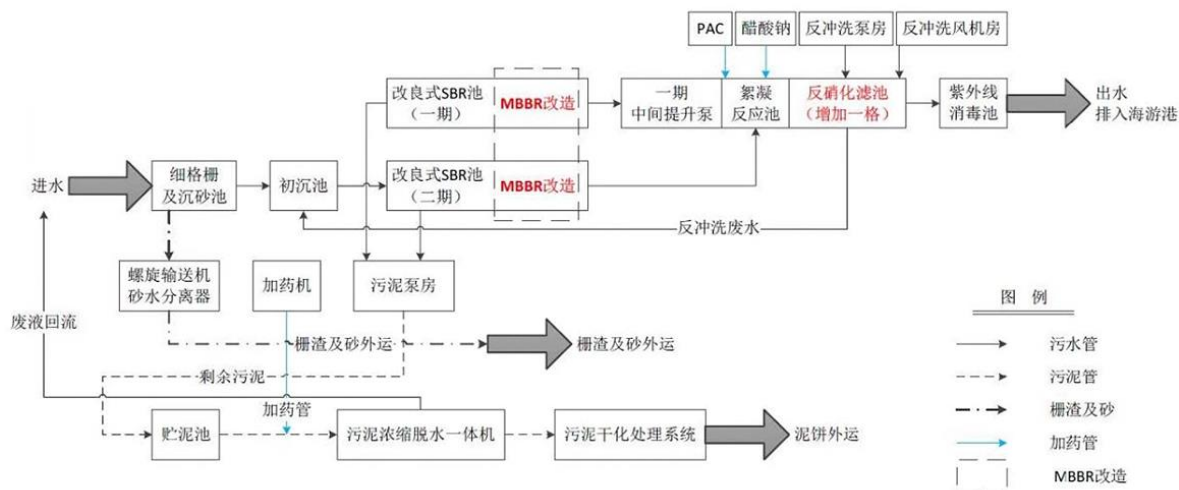 PAC
醋酸钠
反冲洗泵房
反冲洗风机房
改良式SBR池
（一期）
MBBR改造
一期
中间提升泵
絮凝
反应池
反硝化滤池
（增加一格）
紫外线
消毒池
出水
排入海游港
进水
细格栅
及沉砂池
初沉池
改良式SBR池
（二期）
MBBR改造
反冲洗废水
螺旋输送机
砂水分离器
加药机
污泥泵房
废液回流
栅渣及砂外运
栅渣及砂外运
剩余污泥
加药管
贮泥池
污泥浓缩脱水一体机
污泥干化处理系统
泥饼外运
图 例
污水管
污泥管
栅渣及砂
加药管
MBBR改造